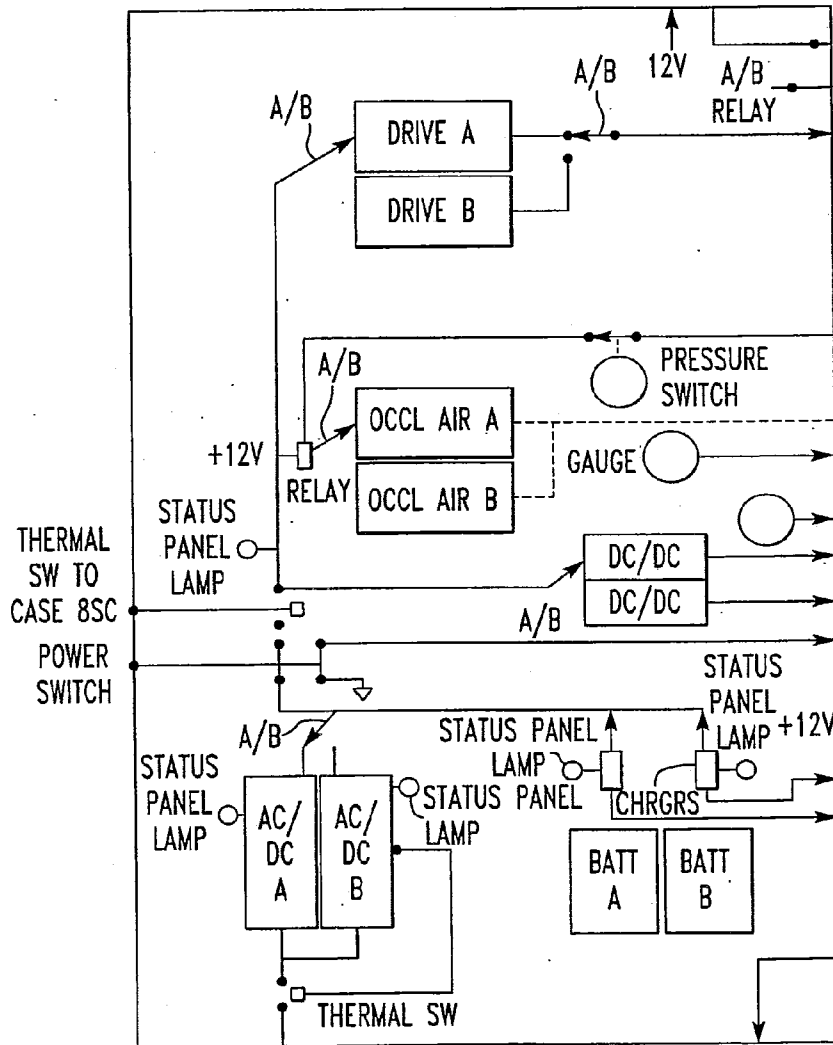 12V
A/B
RELAY
A/B
A/B
DRIVE A
DRIVE B
PRESSURE
SWITCH
A/B
OCCL AIR A
+12V
RELAY
OCCL AIR B
GAUGE
STATUS
PANEL
LAMP
THERMAL
SW TO
CASE 8SC
DC/DC
DC/DC
A/B
POWER
SWITCH
STATUS
PANEL
LAMP
+12V
A/B
STATUS PANEL
LAMP
STATUS PANEL
LAMP
STATUS
PANEL
LAMP
CHRGRS
AC/
DC
A
AC/
DC
B
BATT
A
BATT
B
THERMAL SW